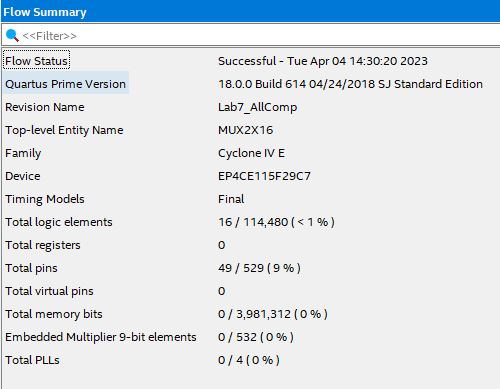 Flow Summary
<<Filter>>
Flow Status Successful - Tue Apr 04 14:30:20 2023
Quartus Prime Version 18.0.0 Build 614 04/24/2018 SJ Standard Edition
Revision Name Lab7_AllComp
Top-level Entity Name MUX2X16
Family Cyclone IV E
Device EP4CE115F29C7
Timing Models Final
Total logic elements 16 / 114,480 ( < 1 % )
Total registers 0
Total pins 49 / 529 ( 9 % )
Total virtual pins 0
Total memory bits 0 / 3,981,312 ( 0 % )
Embedded Multiplier 9-bit elements 0 / 532 ( 0 % )
Total PLLs 0 / 4 ( 0 % )